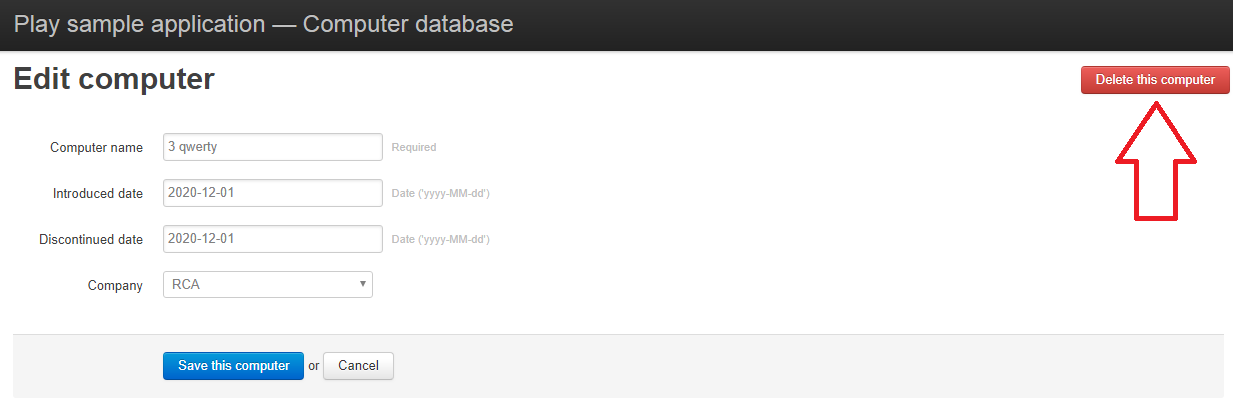 Play sample application — Computer database
Edit computer
Delete this computer
Computer name 3 qwerty Required
Introduced date 2020-12-01 Date ('yyyy-MM-dd')
Discontinued date 2020-12-01 Date ('yyyy-MM-dd')
Company RCA
Save this computer or Cancel